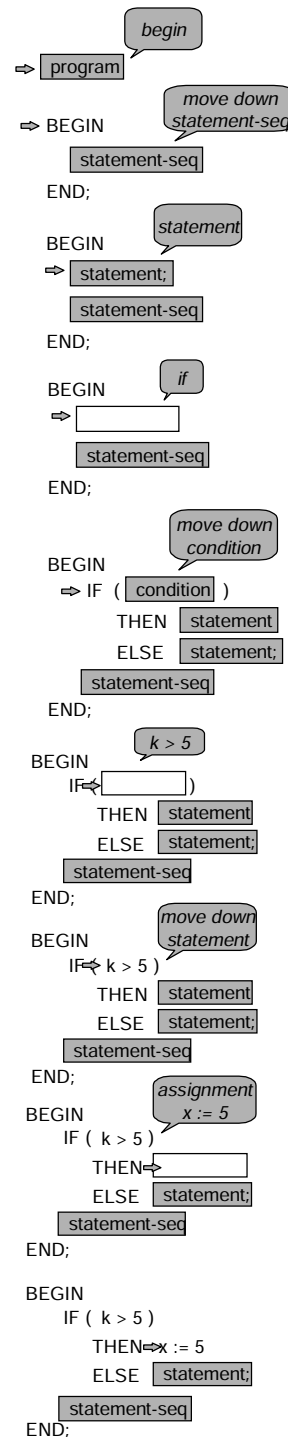 begin
program
move down
statement-seq
BEGIN
statement-seq
END;
statement
BEGIN
statement;
statement-seq
END;
if
BEGIN
statement-seq
END;
move down
condition
BEGIN
IF ( condition )
THEN statement
ELSE statement;
statement-seq
END;
k > 5
BEGIN
IF ( )
THEN statement
ELSE statement;
statement-seq
END;
move down
statement
BEGIN
IF ( k > 5 )
THEN statement
ELSE statement;
statement-seq
END;
assignment
x := 5
BEGIN
IF ( k > 5 )
THEN
ELSE statement;
statement-seq
END;
BEGIN
IF ( k > 5 )
THEN x := 5
ELSE statement;
statement-seq
END;